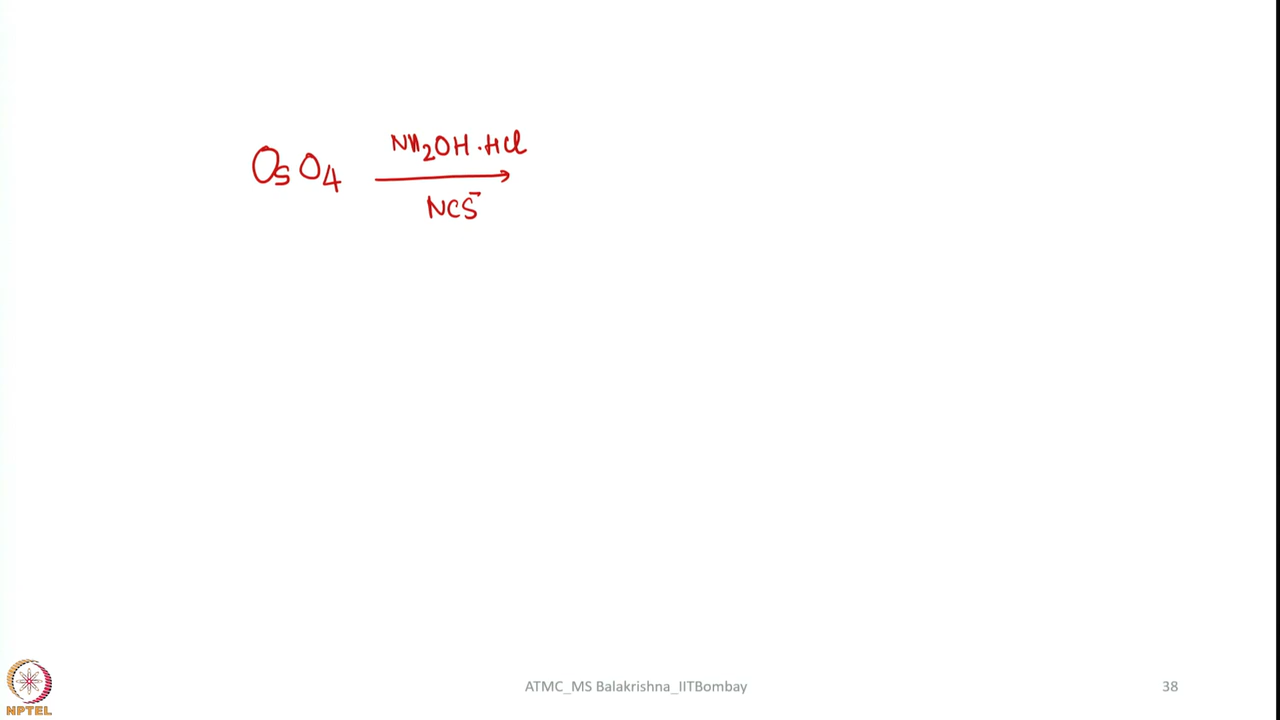 NH₂OH·HCl
OsO₄ →
NCS⁻
NPTEL
ATMC_MS Balakrishna_IITBombay
38